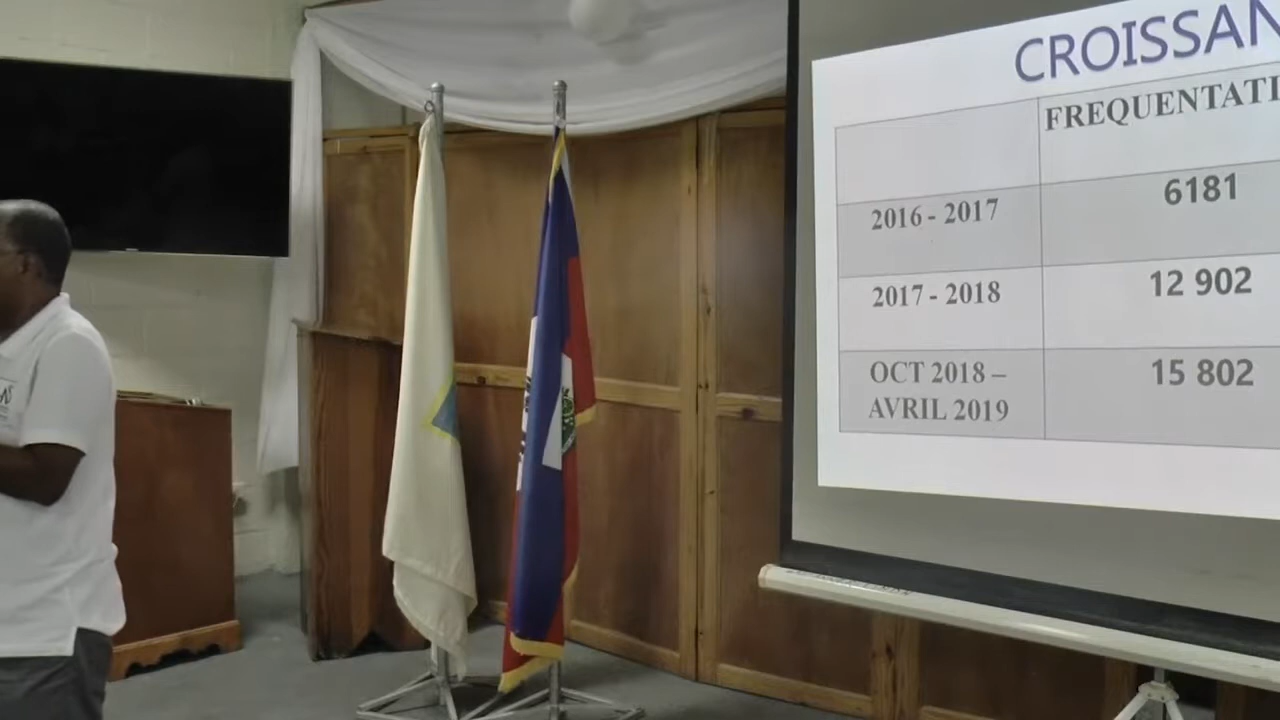 CROISSAN
FREQUENTATI
2016 - 2017
6181
2017 - 2018
12 902
OCT 2018 –
AVRIL 2019
15 802